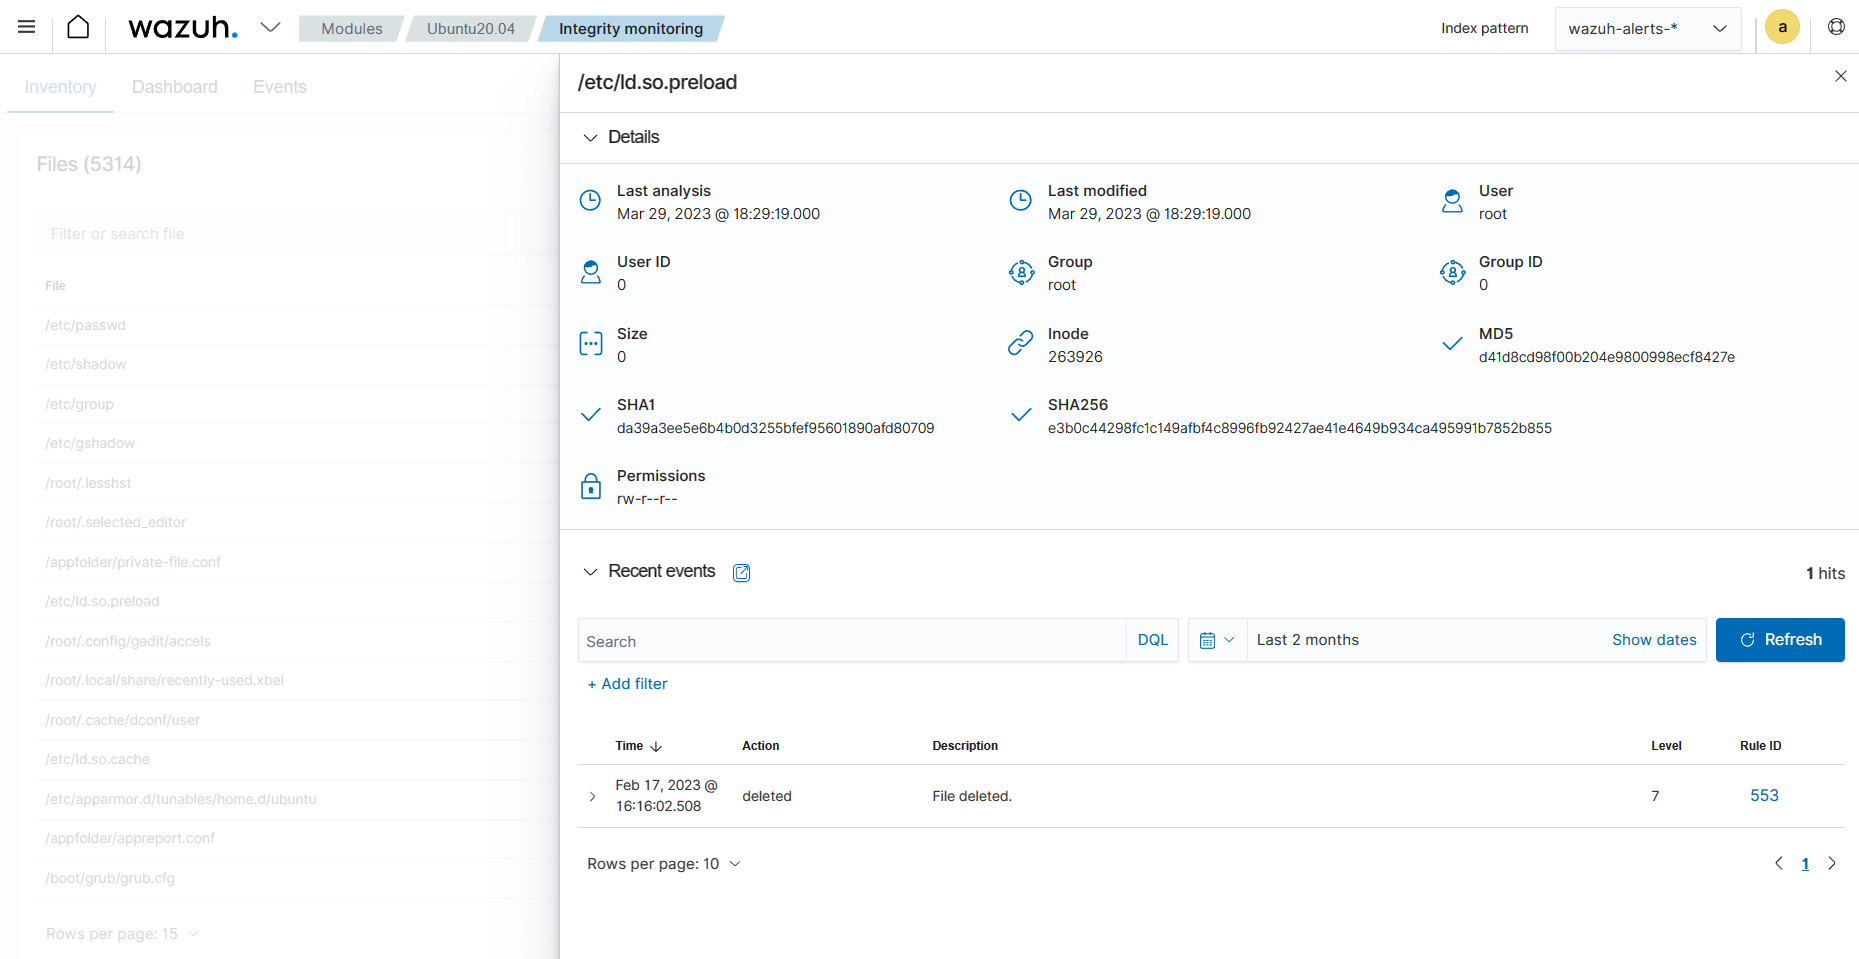 wazuh.
Modules
Ubuntu20.04
Integrity monitoring
Index pattern
wazuh-alerts-*
a
Inventory
Dashboard
Events
Files (5314)
Filter or search file
File
/etc/passwd
/etc/shadow
/etc/group
/etc/gshadow
/root/.lesshst
/root/.selected_editor
/appfolder/private-file.conf
/etc/ld.so.preload
/root/.config/gedit/accels
/root/.local/share/recently-used.xbel
/root/.cache/dconf/user
/etc/ld.so.cache
/etc/apparmor.d/tunables/home.d/ubuntu
/appfolder/appreport.conf
/boot/grub/grub.cfg
Rows per page: 15
/etc/ld.so.preload
Details
Last analysis
Mar 29, 2023 @ 18:29:19.000
Last modified
Mar 29, 2023 @ 18:29:19.000
User
root
User ID
0
Group
root
Group ID
0
Size
0
Inode
263926
MD5
d41d8cd98f00b204e9800998ecf8427e
SHA1
da39a3ee5e6b4b0d3255bfef95601890afd80709
SHA256
e3b0c44298fc1c149afbf4c8996fb92427ae41e4649b934ca495991b7852b855
Permissions
rw-r--r--
Recent events
1 hits
Search
DQL
Last 2 months
Show dates
Refresh
+ Add filter
Time
Action
Description
Level
Rule ID
Feb 17, 2023 @
16:16:02.508
deleted
File deleted.
7
553
Rows per page: 10
1